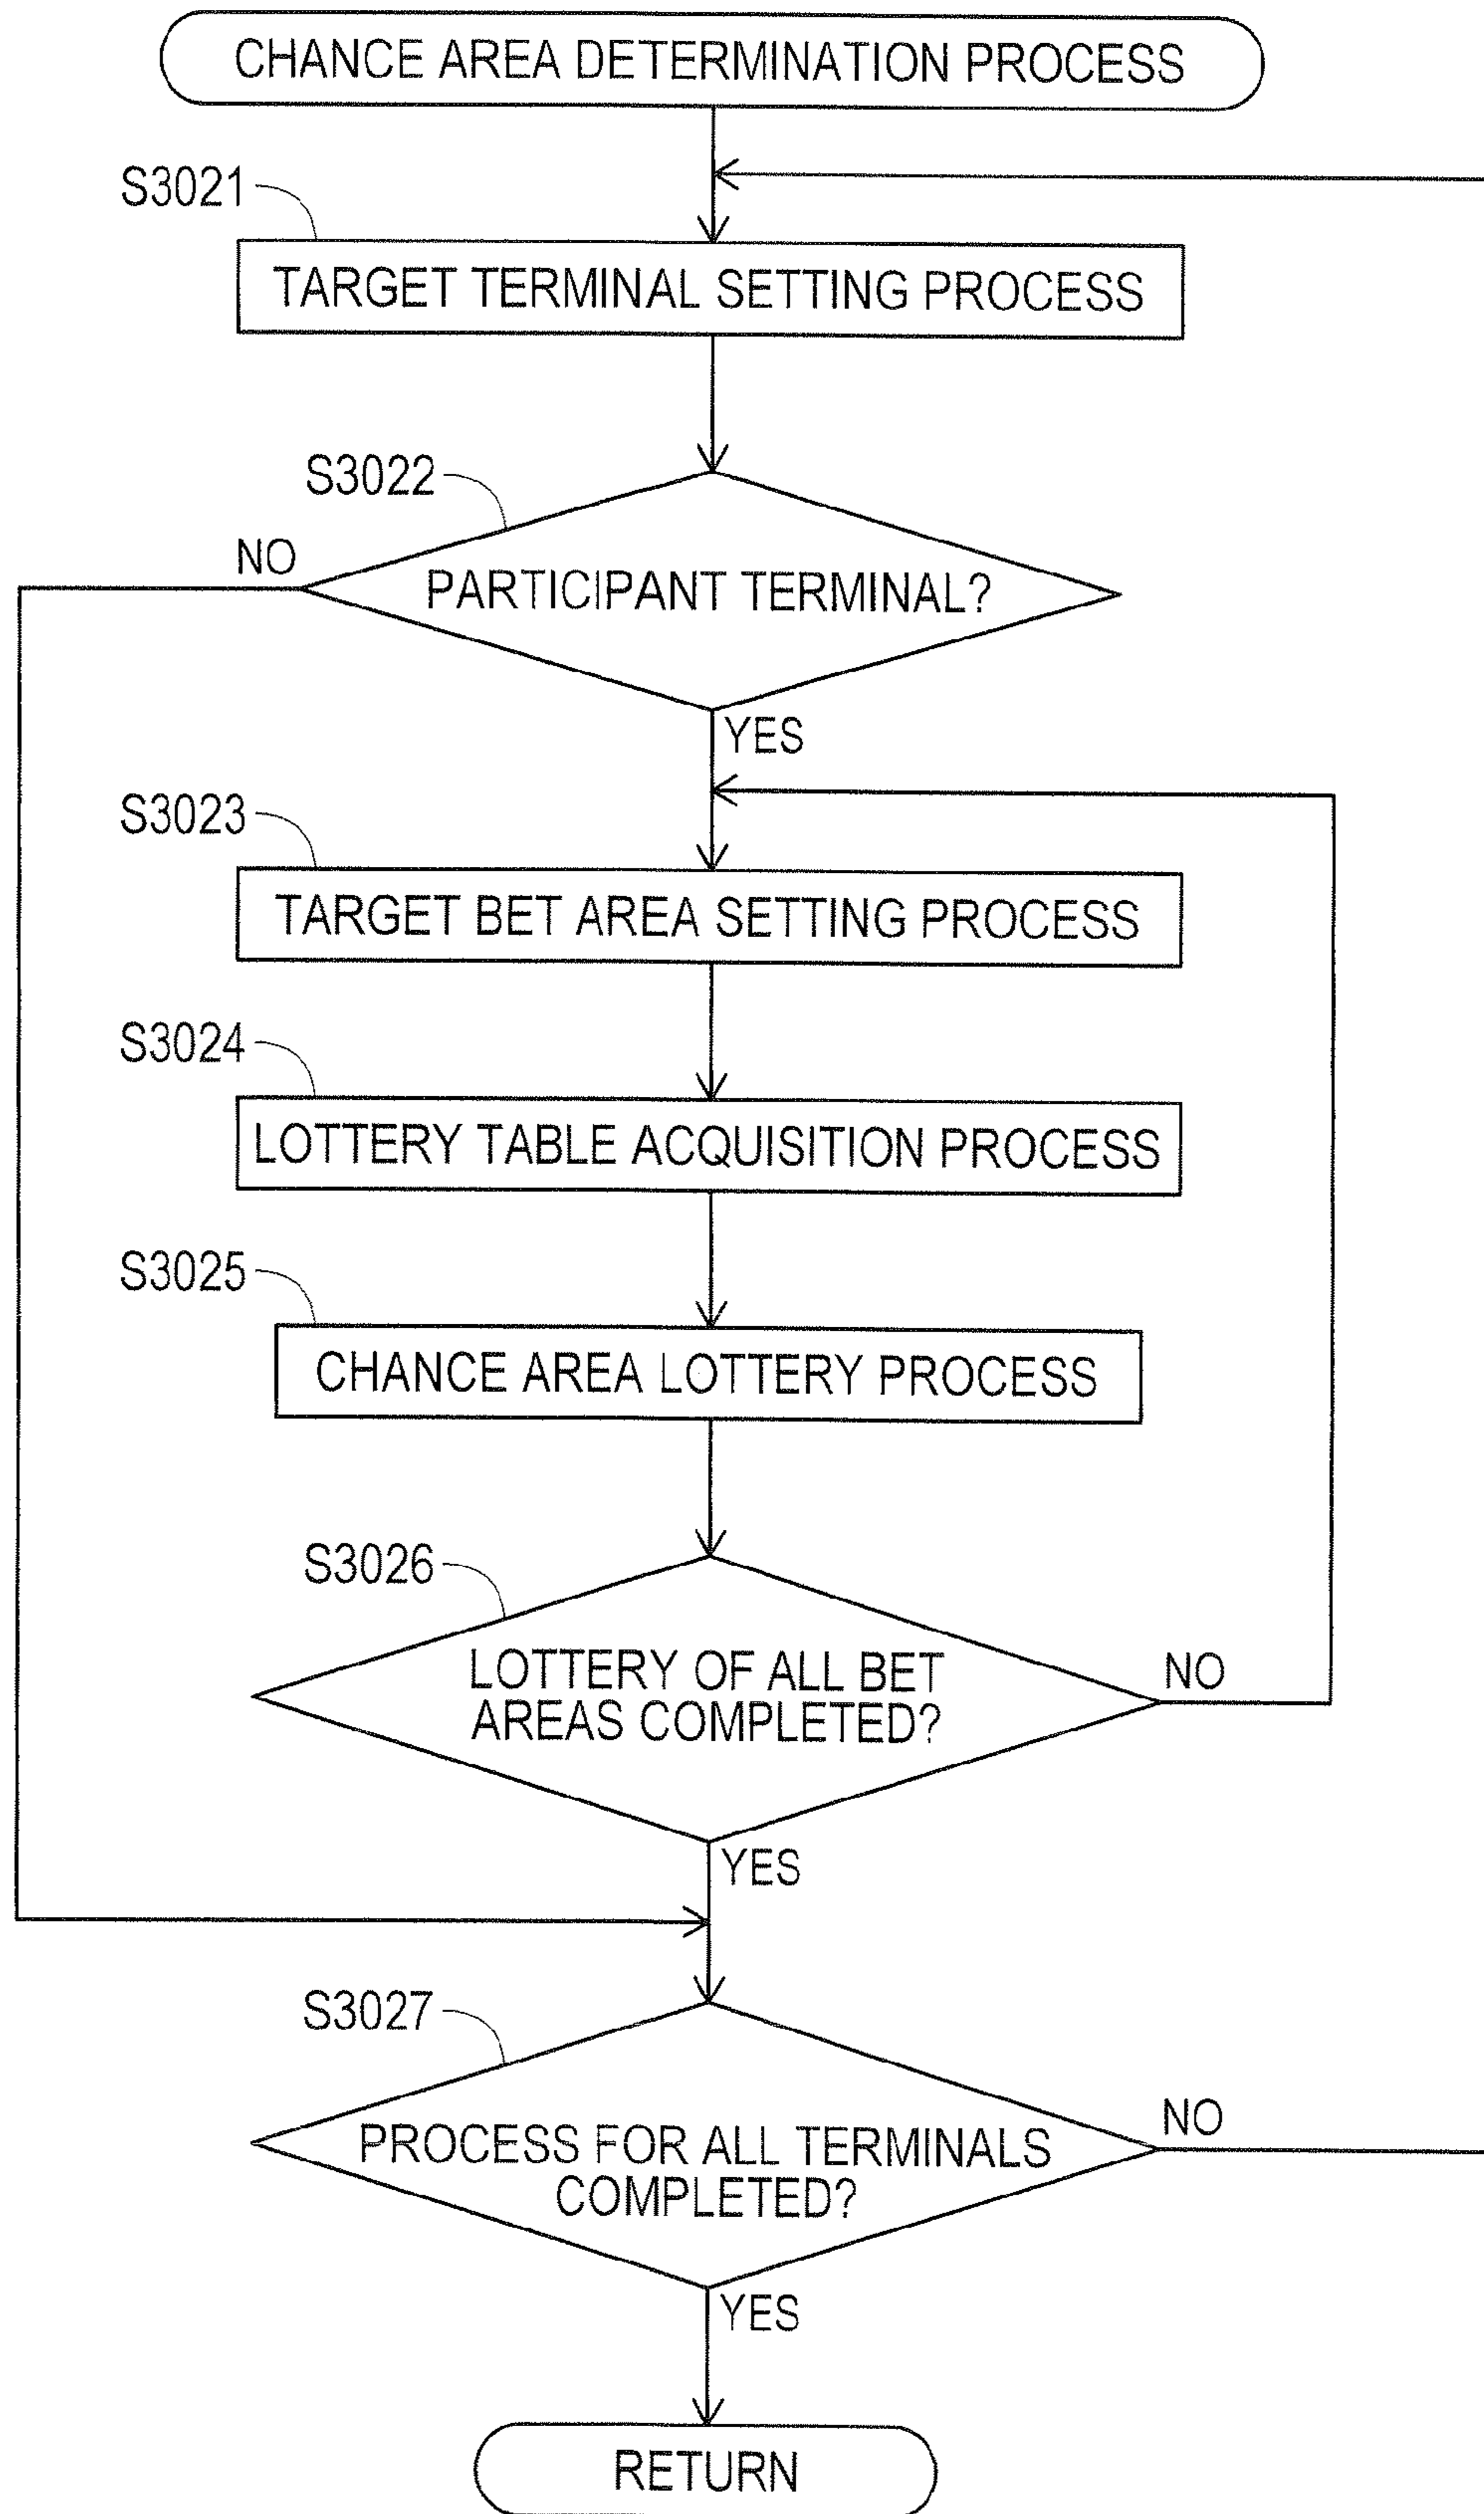 CHANCE AREA DETERMINATION PROCESS
S3021
TARGET TERMINAL SETTING PROCESS
S3022
NO
PARTICIPANT TERMINAL?
YES
S3023
TARGET BET AREA SETTING PROCESS
S3024
LOTTERY TABLE ACQUISITION PROCESS
S3025
CHANCE AREA LOTTERY PROCESS
S3026
LOTTERY OF ALL BET
AREAS COMPLETED?
NO
YES
S3027
PROCESS FOR ALL TERMINALS
COMPLETED?
NO
YES
RETURN